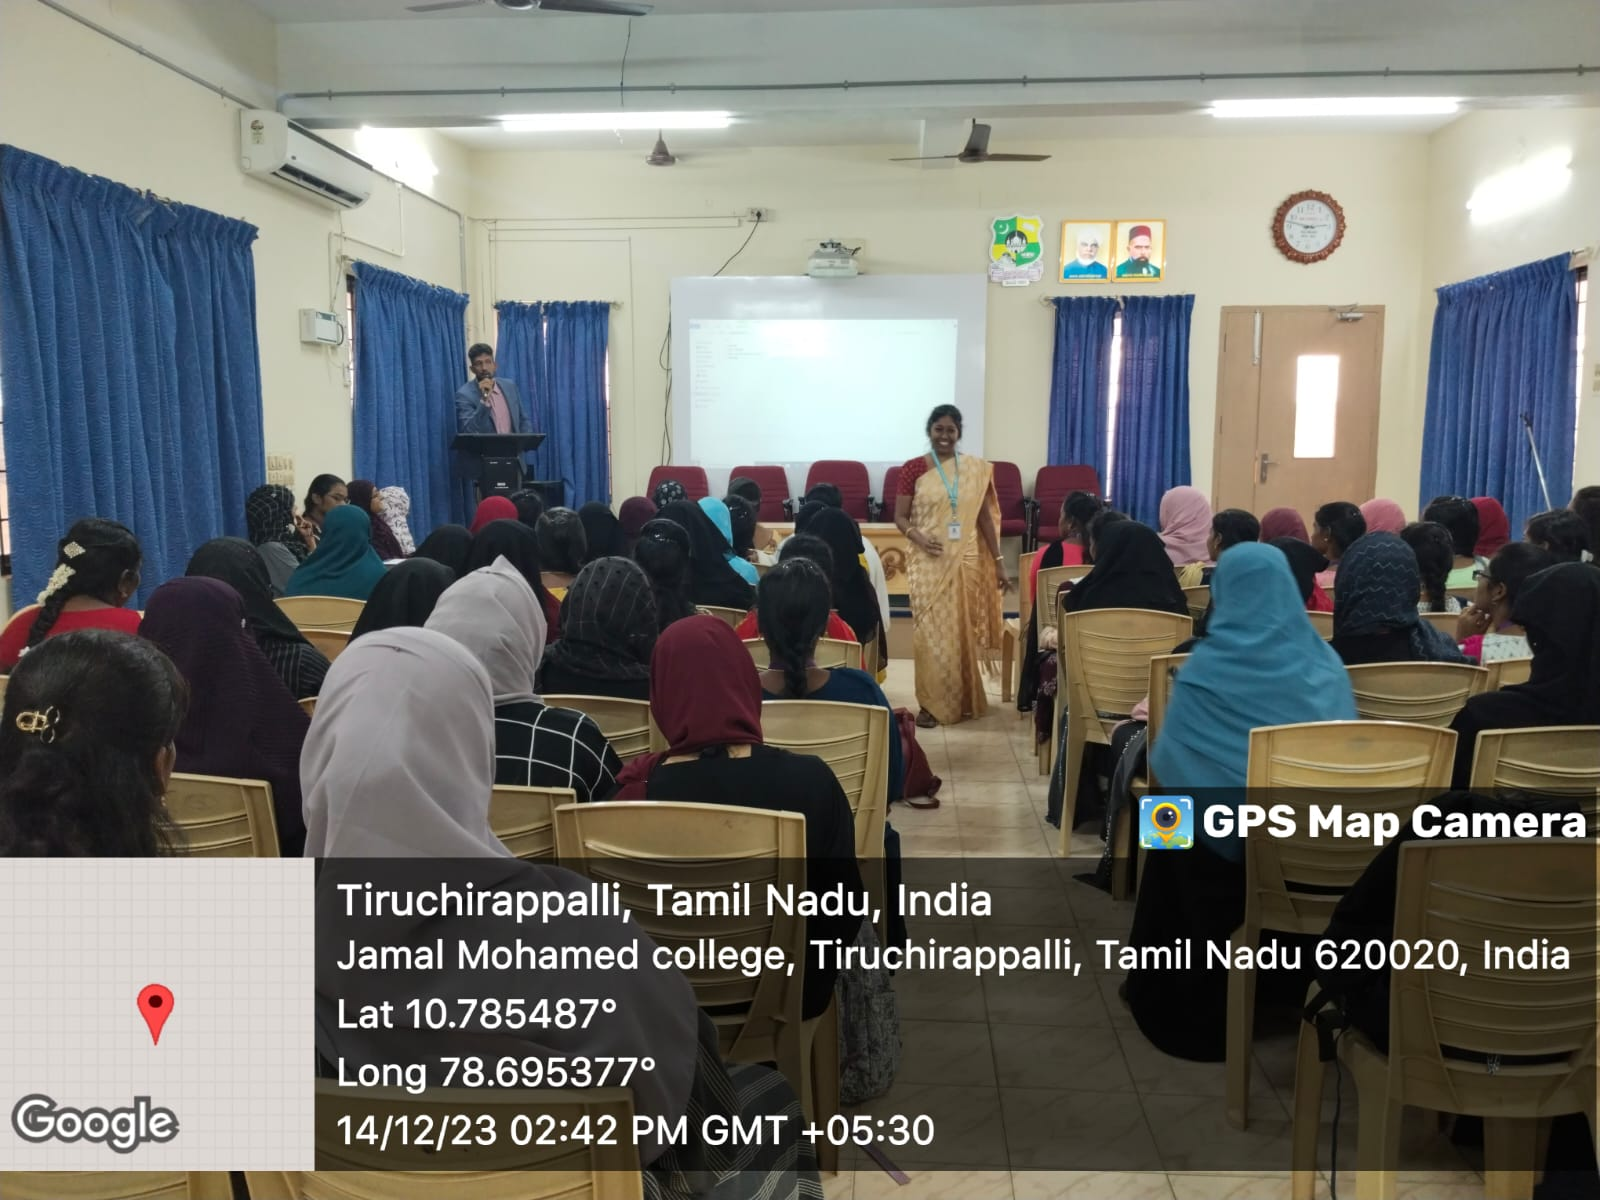 GPS Map Camera
Tiruchirappalli, Tamil Nadu, India
Jamal Mohamed college, Tiruchirappalli, Tamil Nadu 620020, India
Lat 10.785487°
Long 78.695377°
14/12/23 02:42 PM GMT +05:30
Google